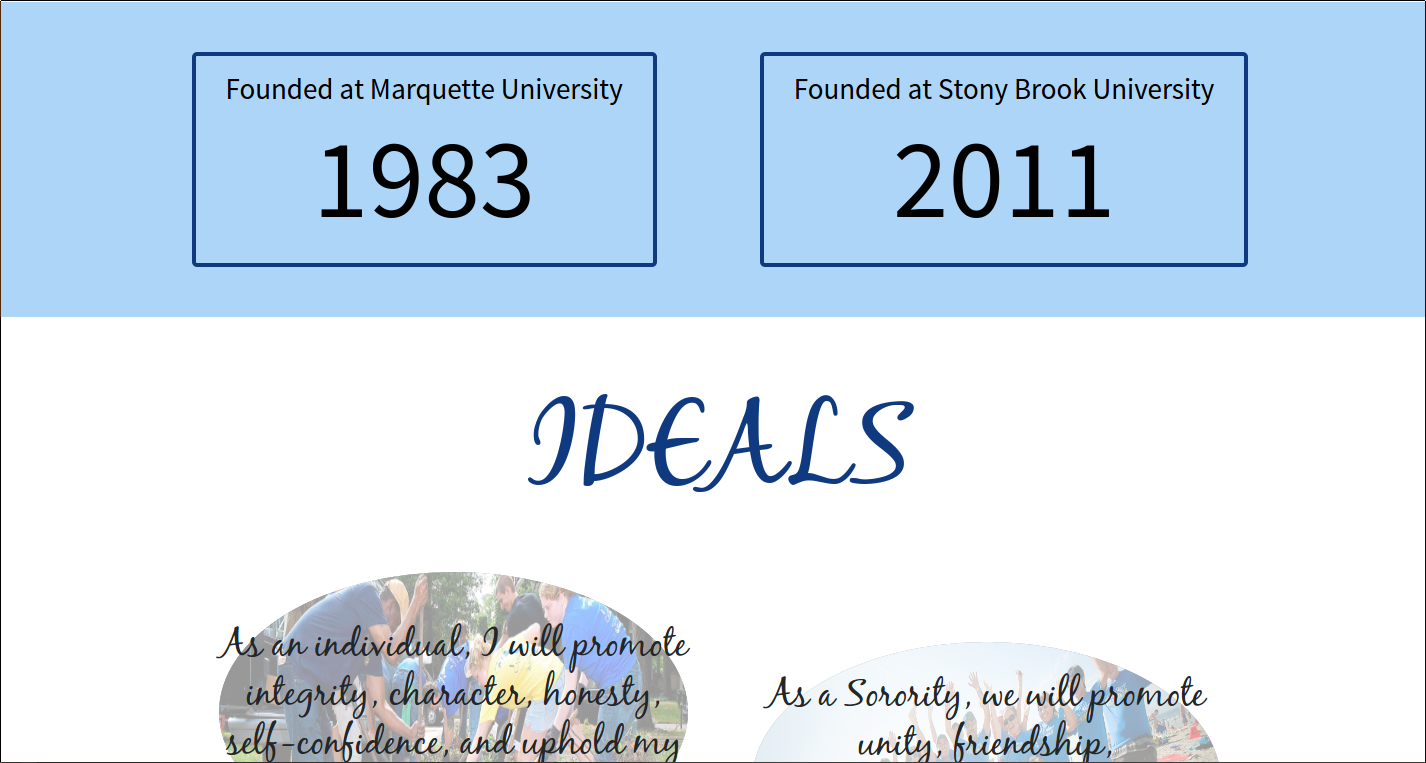 Founded at Marquette University
1983
Founded at Stony Brook University
2011
IDEALS
As an individual, I will promote
integrity, character, honesty,
self-confidence, and uphold my
As a Sorority, we will promote
unity, friendship,